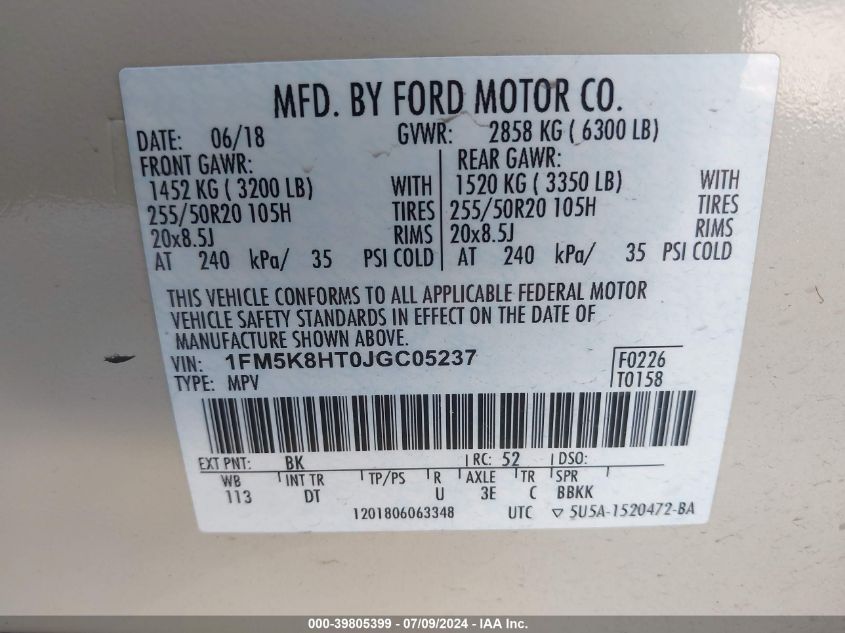 MFD. BY FORD MOTOR CO.
DATE: 06/18 GVWR: 2858 KG ( 6300 LB)
FRONT GAWR: REAR GAWR:
1452 KG ( 3200 LB) WITH 1520 KG ( 3350 LB) WITH
255/50R20 105H TIRES 255/50R20 105H TIRES
20x8.5J RIMS 20x8.5J RIMS
AT 240 kPa/ 35 PSI COLD AT 240 kPa/ 35 PSI COLD
THIS VEHICLE CONFORMS TO ALL APPLICABLE FEDERAL MOTOR
VEHICLE SAFETY STANDARDS IN EFFECT ON THE DATE OF
MANUFACTURE SHOWN ABOVE.
VIN: 1FM5K8HT0JGC05237 F0226
TYPE: MPV T0158
EXT PNT: BK RC: 52 DSO:
WB INT TR TP/PS R AXLE TR SPR
113 DT U 3E C BBKK
1201806063348 UTC ▽ 5U5A-1520472-BA
000-39805399 - 07/09/2024 - IAA Inc.